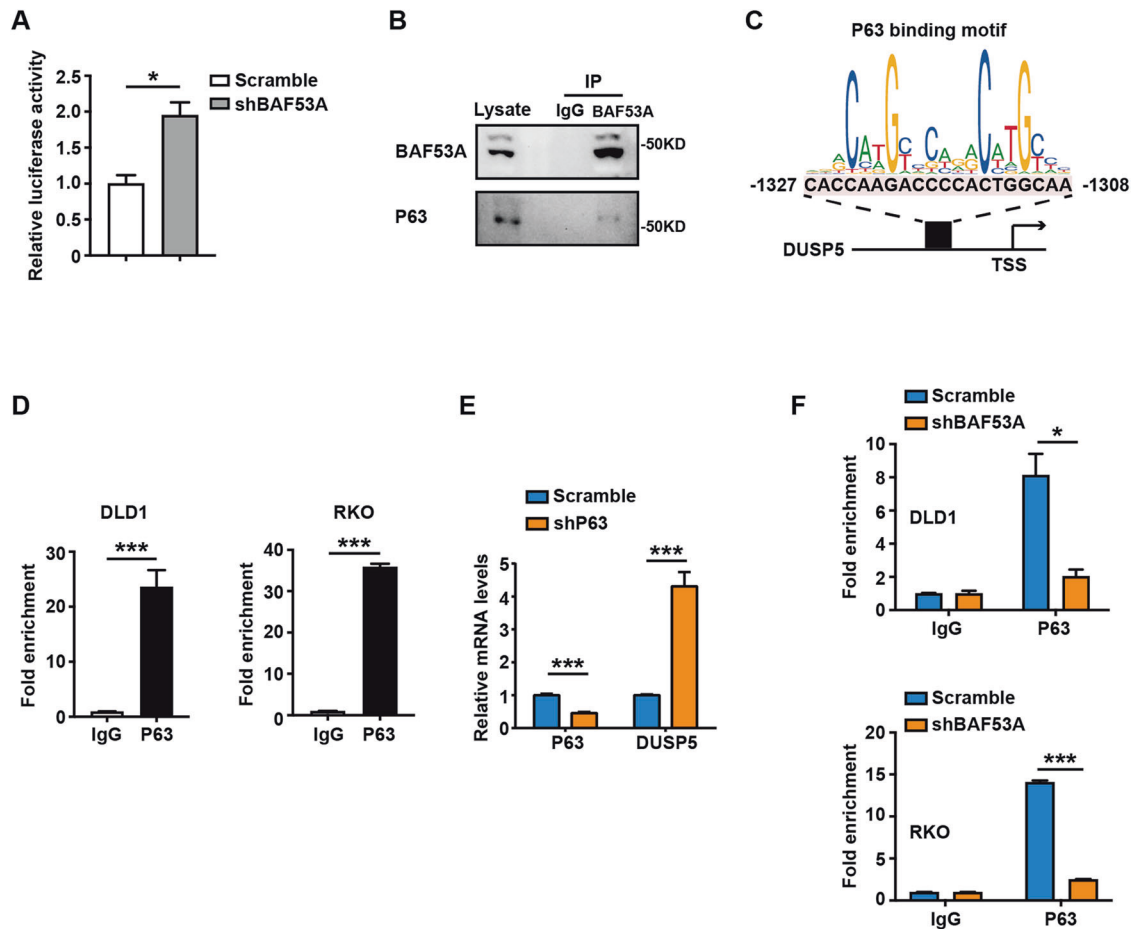 A
Relative luciferase activity
2.5
2.0
1.5
1.0
0.5
0
*
Scramble
shBAF53A
B
IP
Lysate IgG BAF53A
BAF53A
-50KD
P63
-50KD
C
P63 binding motif
-1327 CACCAAGACCCCACTGGCAA -1308
DUSP5
TSS
D
DLD1
Fold enrichment
30
20
10
0
***
IgG P63
RKO
Fold enrichment
40
30
20
10
0
***
IgG P63
E
Scramble
shP63
Relative mRNA levels
5
4
3
2
1
0
***
***
P63 DUSP5
F
Scramble
shBAF53A
Fold enrichment
10
8
6
4
2
0
*
DLD1
IgG P63
Scramble
shBAF53A
Fold enrichment
20
15
10
5
0
***
RKO
IgG P63